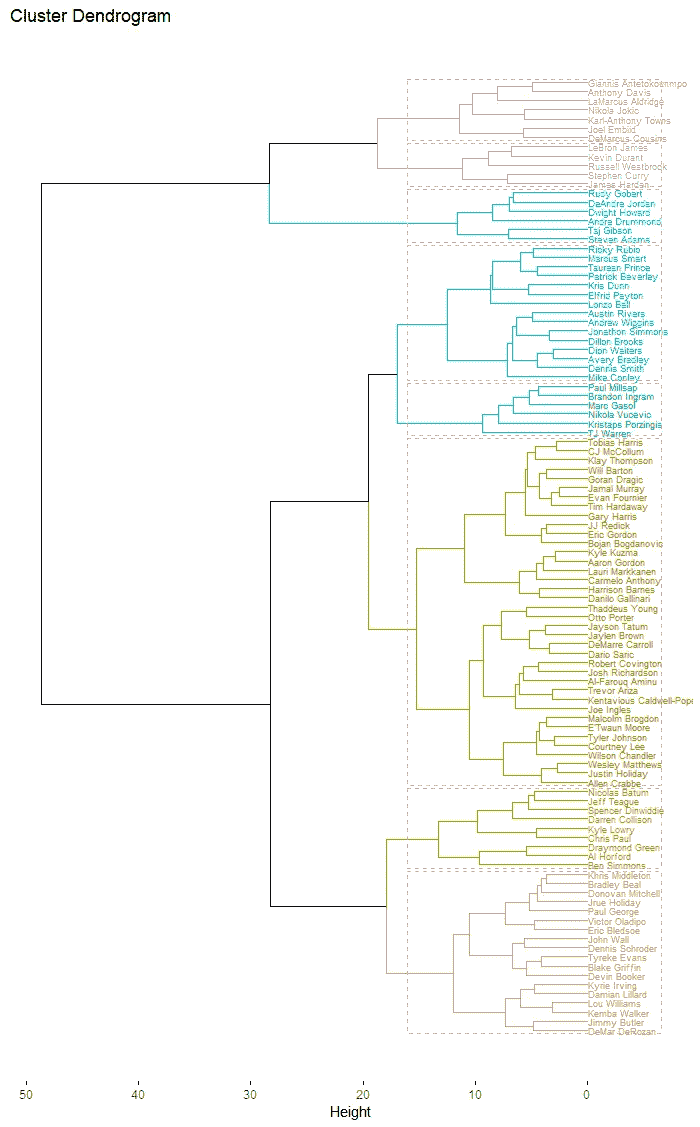 Cluster Dendrogram
Giannis Antetokounmpo
Anthony Davis
LaMarcus Aldridge
Nikola Jokic
Karl-Anthony Towns
Joel Embiid
DeMarcus Cousins
LeBron James
Kevin Durant
Russell Westbrook
Stephen Curry
James Harden
Rudy Gobert
DeAndre Jordan
Dwight Howard
Andre Drummond
Taj Gibson
Steven Adams
Ricky Rubio
Marcus Smart
Taurean Prince
Patrick Beverley
Kris Dunn
Elfrid Payton
Lonzo Ball
Austin Rivers
Andrew Wiggins
Jonathon Simmons
Dillon Brooks
Dion Waiters
Avery Bradley
Dennis Smith
Mike Conley
Paul Millsap
Brandon Ingram
Marc Gasol
Nikola Vucevic
Kristaps Porzingis
TJ Warren
Tobias Harris
CJ McCollum
Klay Thompson
Will Barton
Goran Dragic
Jamal Murray
Evan Fournier
Tim Hardaway
Gary Harris
JJ Redick
Eric Gordon
Bojan Bogdanovic
Kyle Kuzma
Aaron Gordon
Lauri Markkanen
Carmelo Anthony
Harrison Barnes
Danilo Gallinari
Thaddeus Young
Otto Porter
Jayson Tatum
Jaylen Brown
DeMarre Carroll
Dario Saric
Robert Covington
Josh Richardson
Al-Farouq Aminu
Trevor Ariza
Kentavious Caldwell-Pope
Joe Ingles
Malcolm Brogdon
E'Twaun Moore
Tyler Johnson
Courtney Lee
Wilson Chandler
Wesley Matthews
Justin Holiday
Allen Crabbe
Nicolas Batum
Jeff Teague
Spencer Dinwiddie
Darren Collison
Kyle Lowry
Chris Paul
Draymond Green
Al Horford
Ben Simmons
Khris Middleton
Bradley Beal
Donovan Mitchell
Jrue Holiday
Paul George
Victor Oladipo
Eric Bledsoe
John Wall
Dennis Schroder
Tyreke Evans
Blake Griffin
Devin Booker
Kyrie Irving
Damian Lillard
Lou Williams
Kemba Walker
Jimmy Butler
DeMar DeRozan
50 40 30 20 10 0
Height